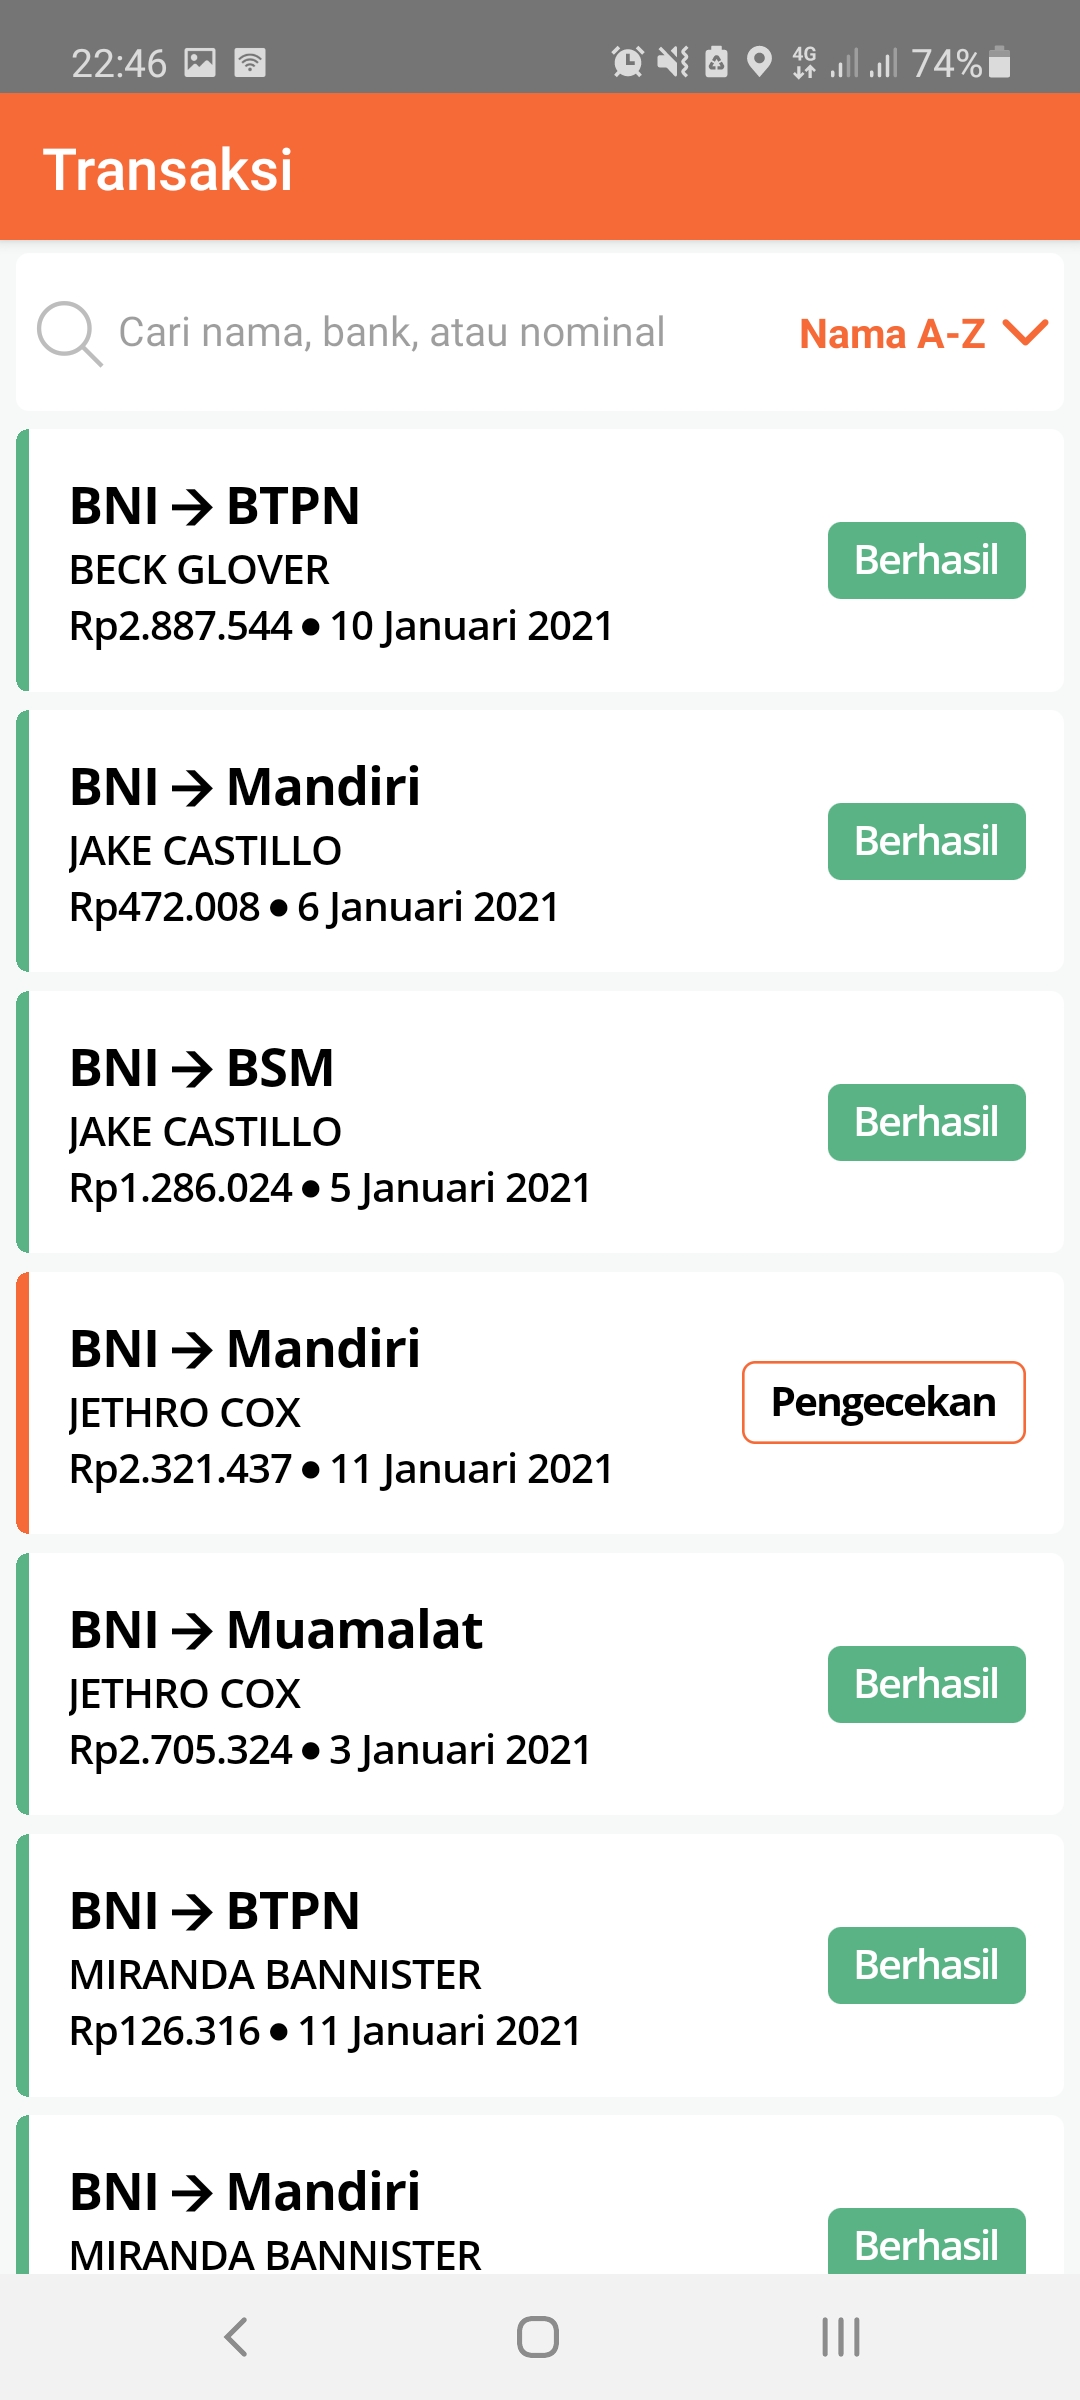 22:46 4G 74%
Transaksi
Cari nama, bank, atau nominal Nama A-Z
BNI → BTPN
BECK GLOVER
Rp2.887.544 ● 10 Januari 2021
Berhasil
BNI → Mandiri
JAKE CASTILLO
Rp472.008 ● 6 Januari 2021
Berhasil
BNI → BSM
JAKE CASTILLO
Rp1.286.024 ● 5 Januari 2021
Berhasil
BNI → Mandiri
JETHRO COX
Rp2.321.437 ● 11 Januari 2021
Pengecekan
BNI → Muamalat
JETHRO COX
Rp2.705.324 ● 3 Januari 2021
Berhasil
BNI → BTPN
MIRANDA BANNISTER
Rp126.316 ● 11 Januari 2021
Berhasil
BNI → Mandiri
MIRANDA BANNISTER
Berhasil